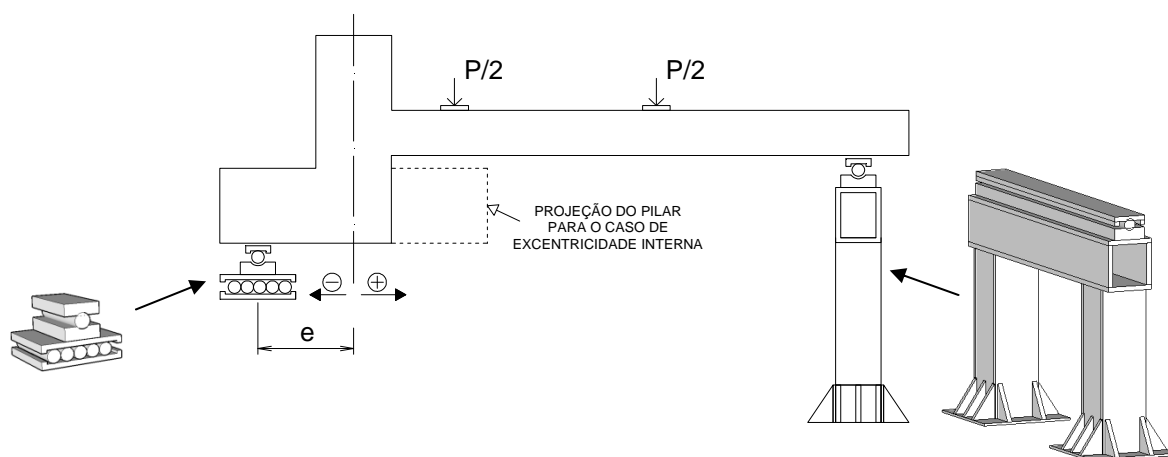 P/2
P/2
PROJEÇÃO DO PILAR
PARA O CASO DE
EXCENTRICIDADE INTERNA
− +
e